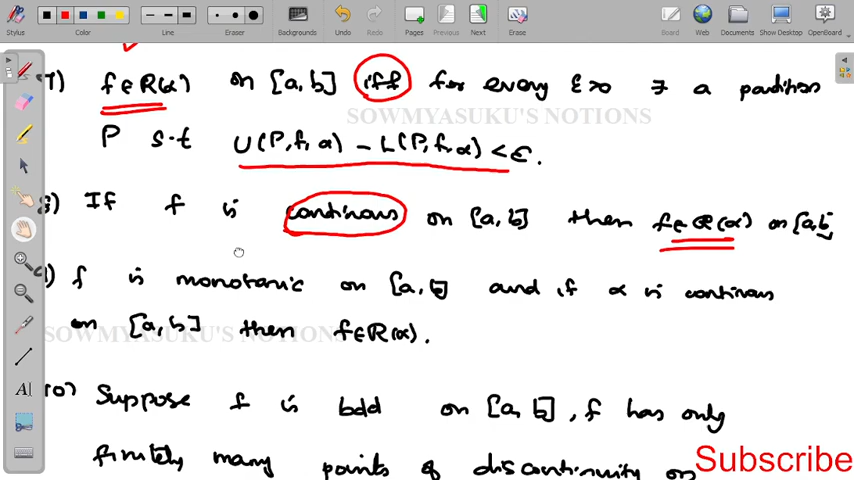 Stylus Color Line Eraser Backgrounds Undo Redo Pages Previous Next Erase Board Web Documents Show Desktop OpenBoard
7) f∈R(α) on [a,b] iff for every ε>0 ∃ a partition
SOWMYASUKU'S NOTIONS
P s.t U(P,f,α) - L(P,f,α) < ε.
8) If f is continous on [a,b] then f∈R(α) on [a,b]
9) f is monotonic on [a,b] and if α is continous
on [a,b] then f∈R(α).
SOWMYASUKU'S NOTIONS
10) Suppose f is bdd on [a,b], f has only
finitely many points of discontinuity on
Subscribe